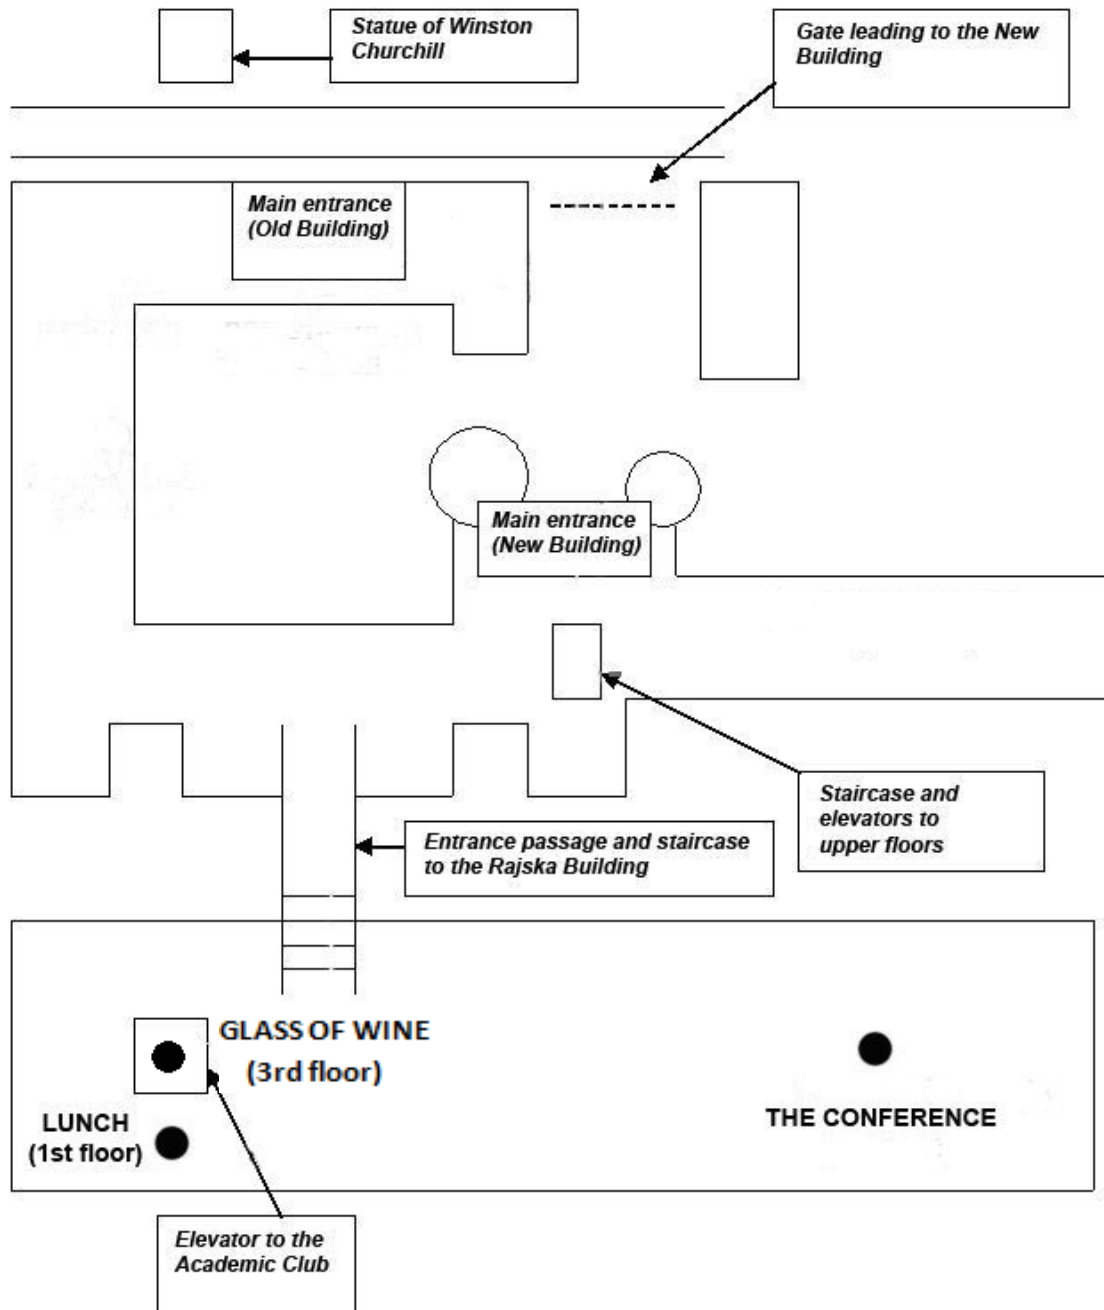 Statue of Winston
Churchill
Gate leading to the New
Building
Main entrance
(Old Building)
Main entrance
(New Building)
Staircase and
elevators to
upper floors
Entrance passage and staircase
to the Rajska Building
GLASS OF WINE
(3rd floor)
LUNCH
(1st floor)
THE CONFERENCE
Elevator to the
Academic Club